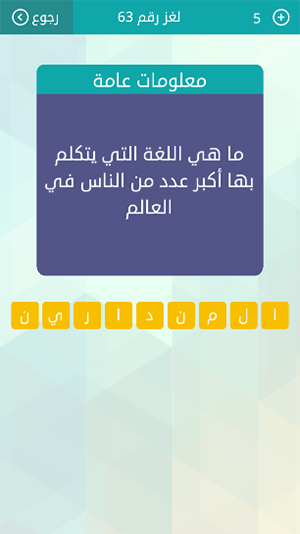 رجوع لغز رقم 63 5
معلومات عامة
ما هي اللغة التي يتكلم
بها أكبر عدد من الناس في
العالم
ا ل م ن د ا ر ي ن